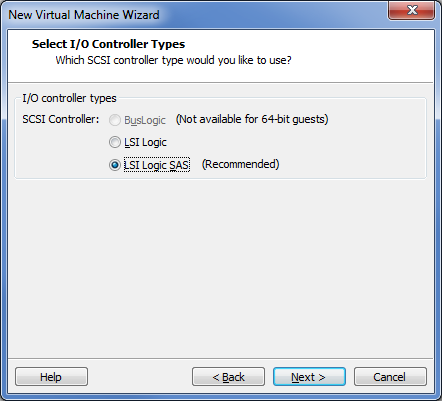 New Virtual Machine Wizard
Select I/O Controller Types
Which SCSI controller type would you like to use?
I/O controller types
SCSI Controller: BusLogic (Not available for 64-bit guests)
LSI Logic
LSI Logic SAS (Recommended)
Help < Back Next > Cancel